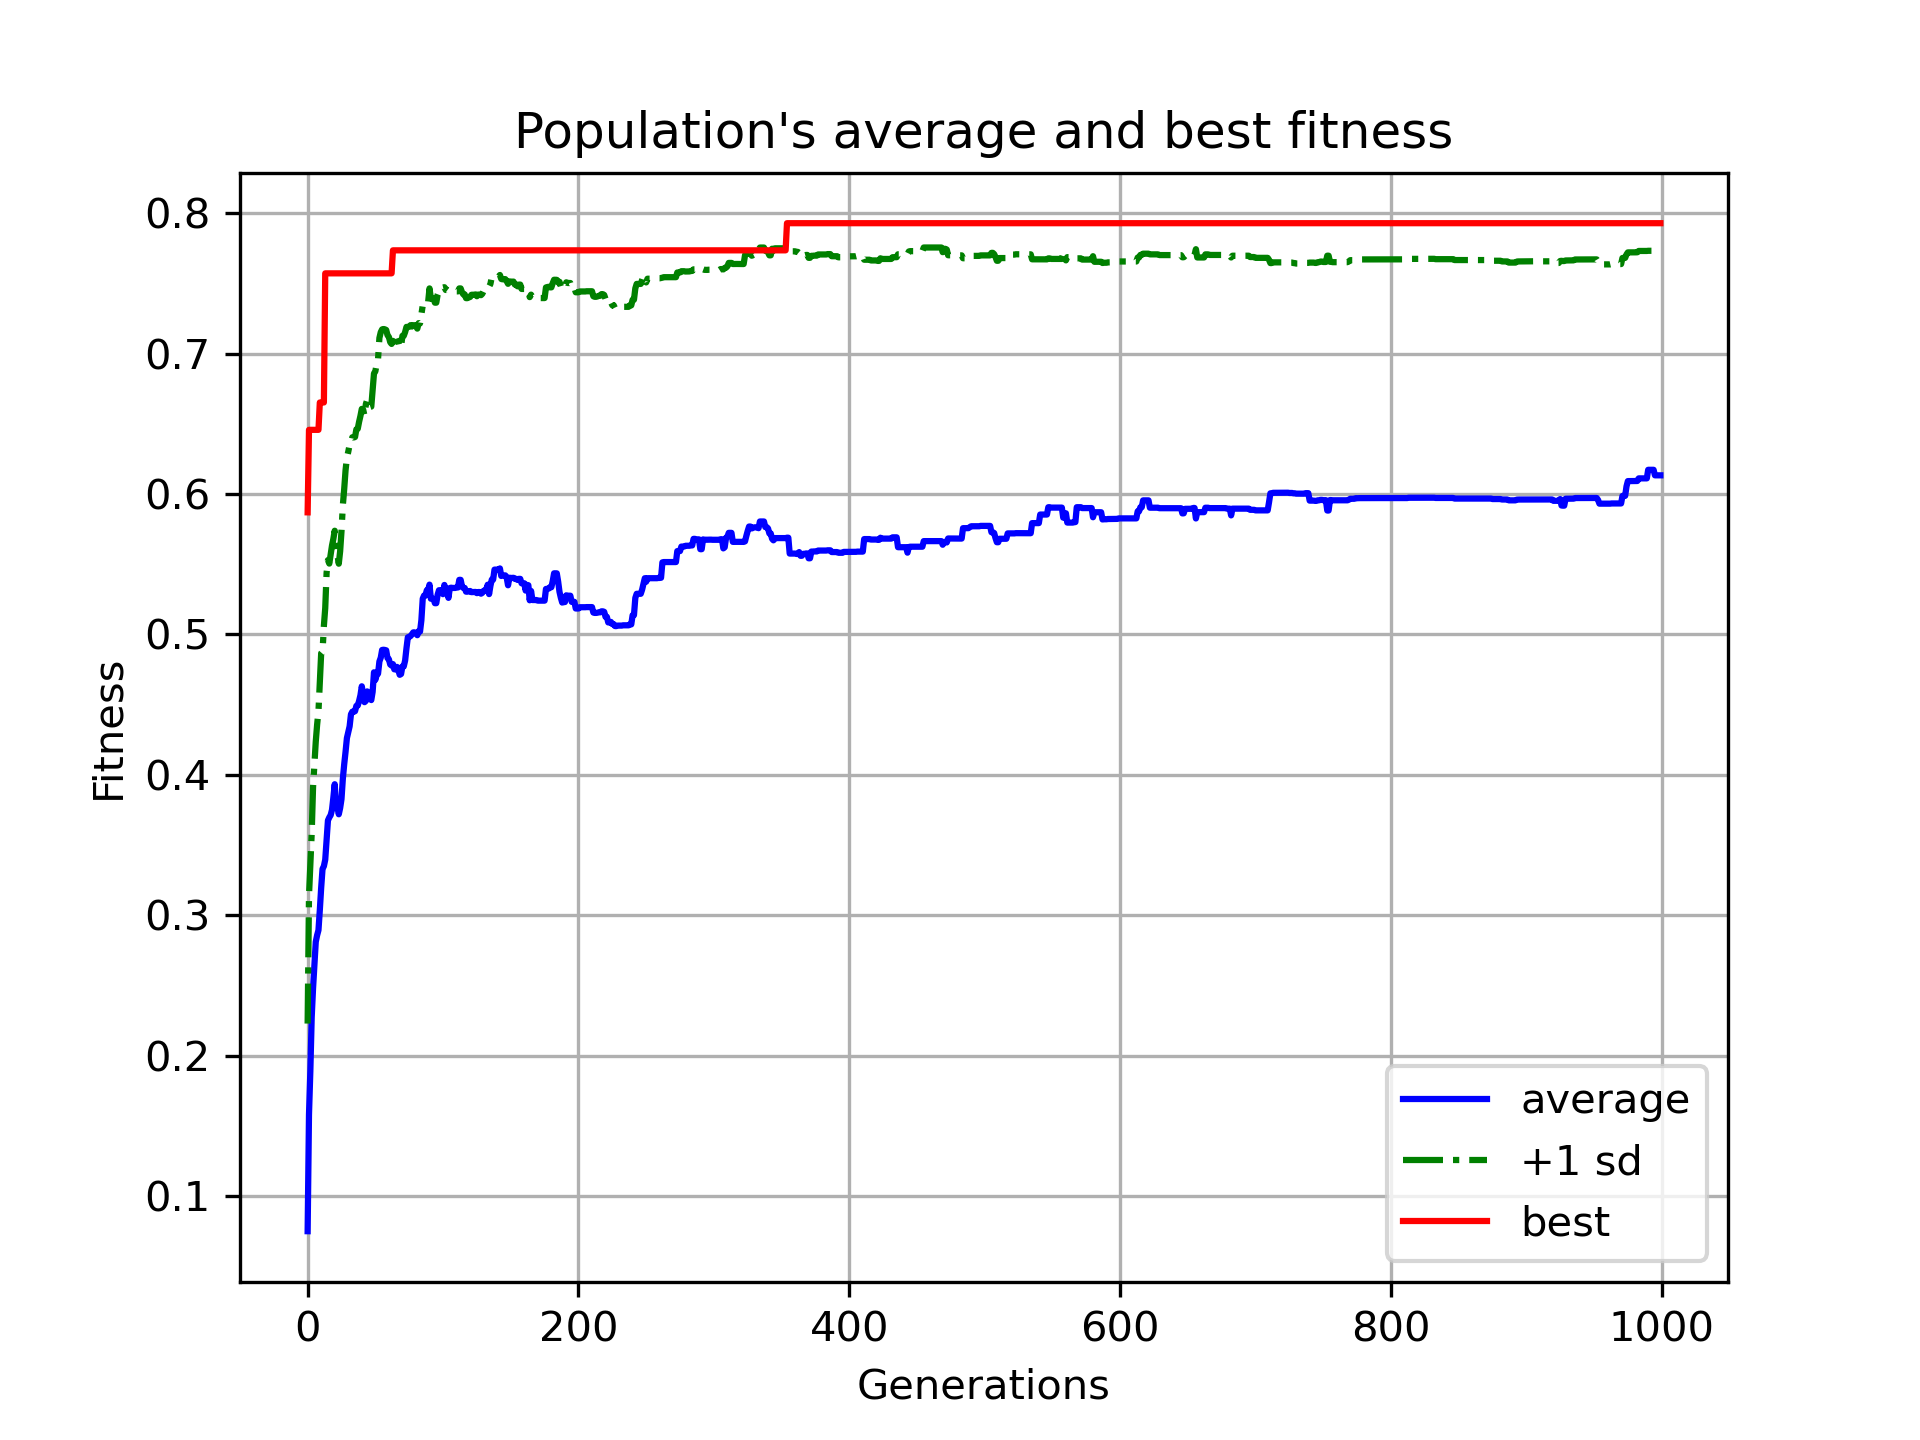 Population's average and best fitness
0.8
0.7
0.6
0.5
0.4
0.3
0.2
0.1
Fitness
0 200 400 600 800 1000
Generations
average
+1 sd
best